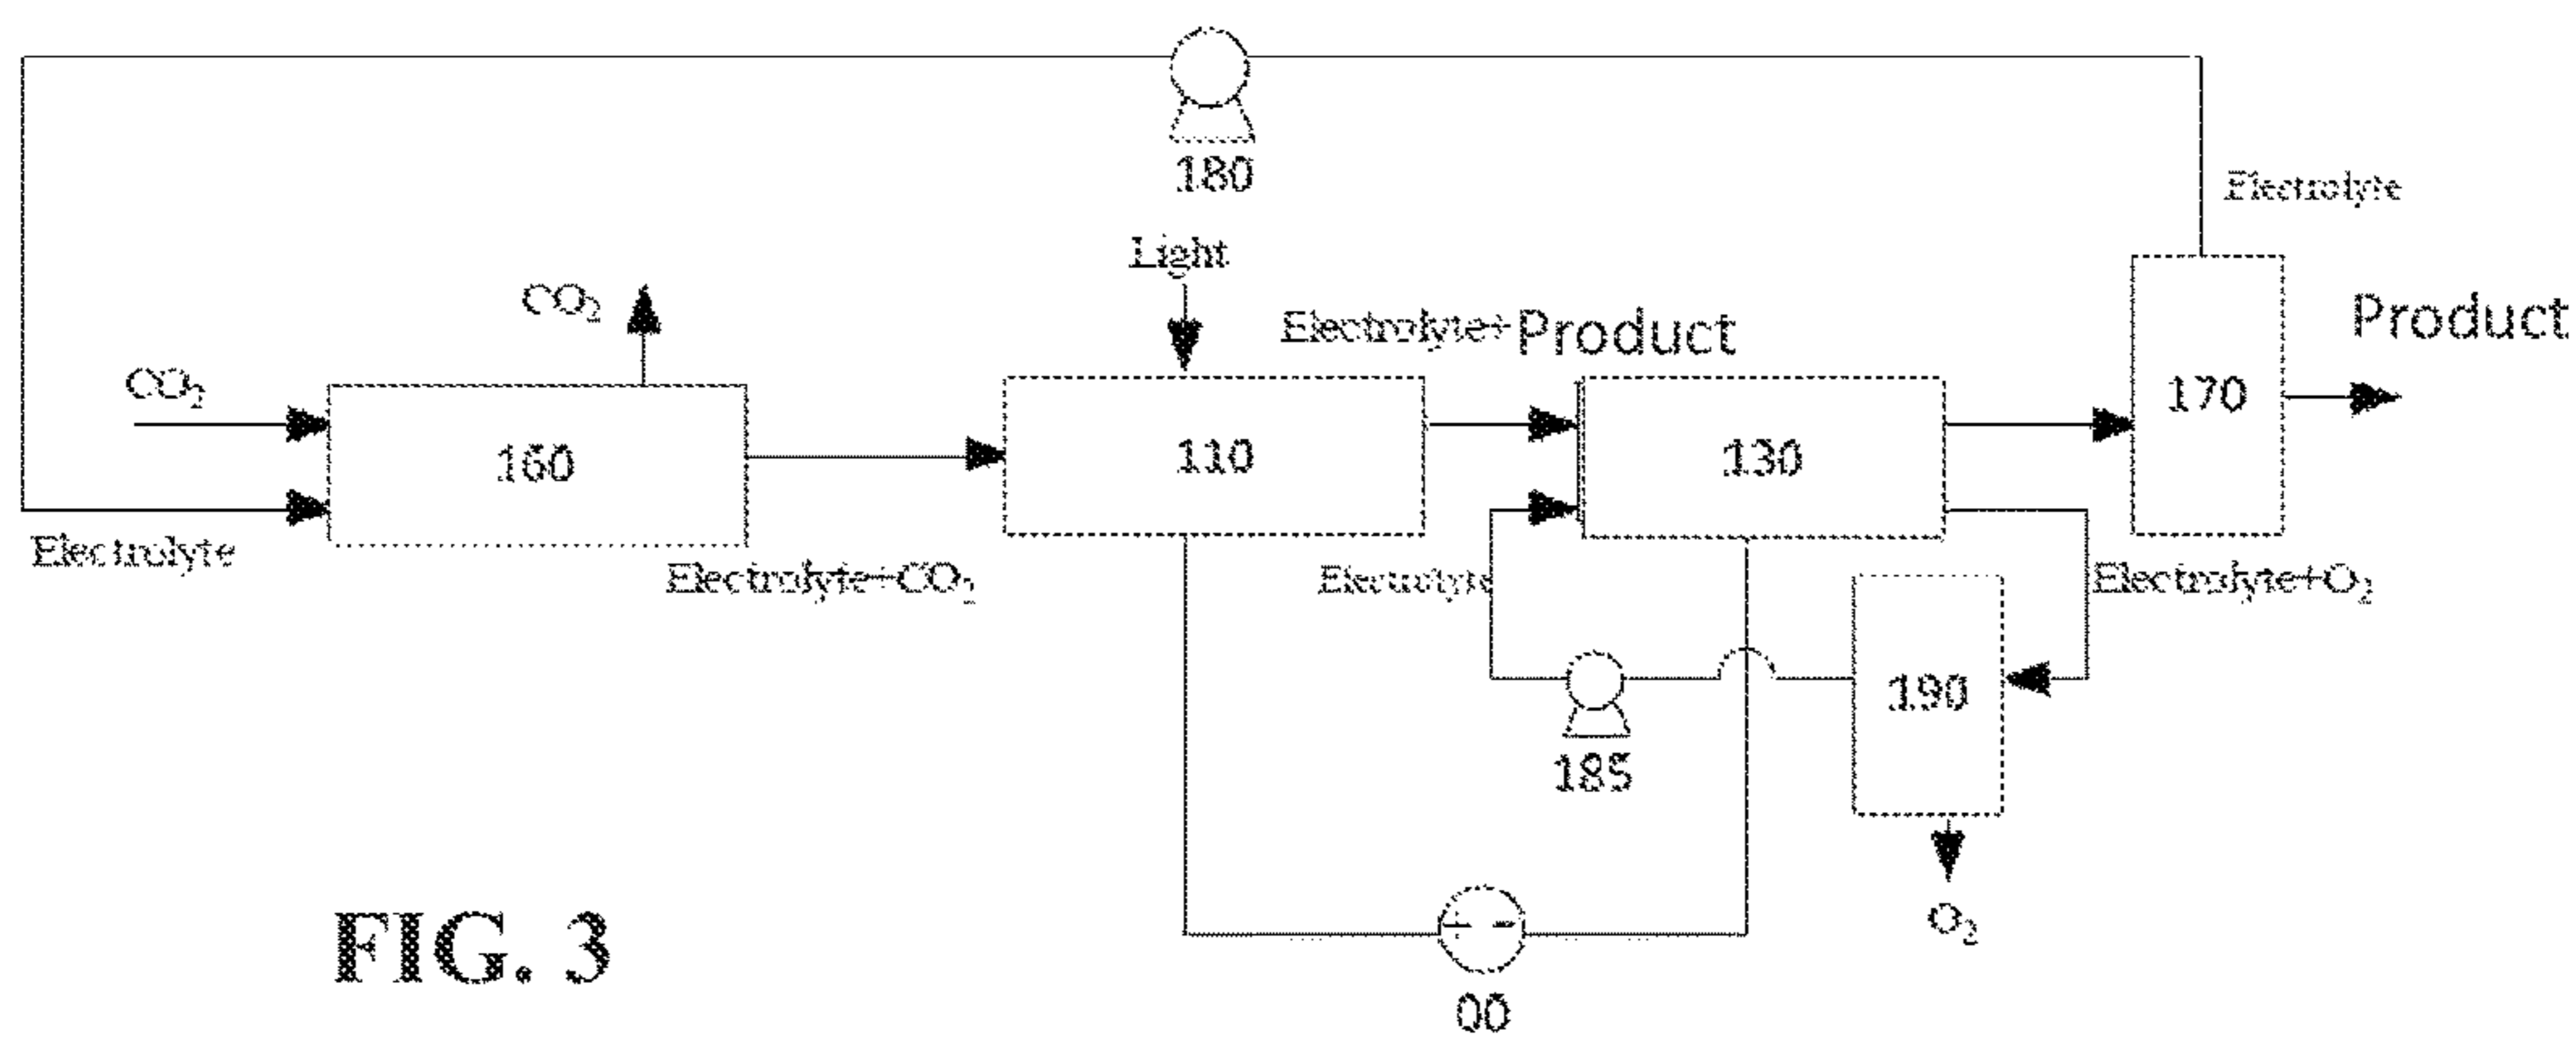 180
Electrolyte
Light
CO₂
Electrolyte+Product
Product
CO₂
170
160
110
130
Electrolyte
Electrolyte+CO₂
Electrolyte
Electrolyte+O₂
190
185
O₂
FIG. 3
00